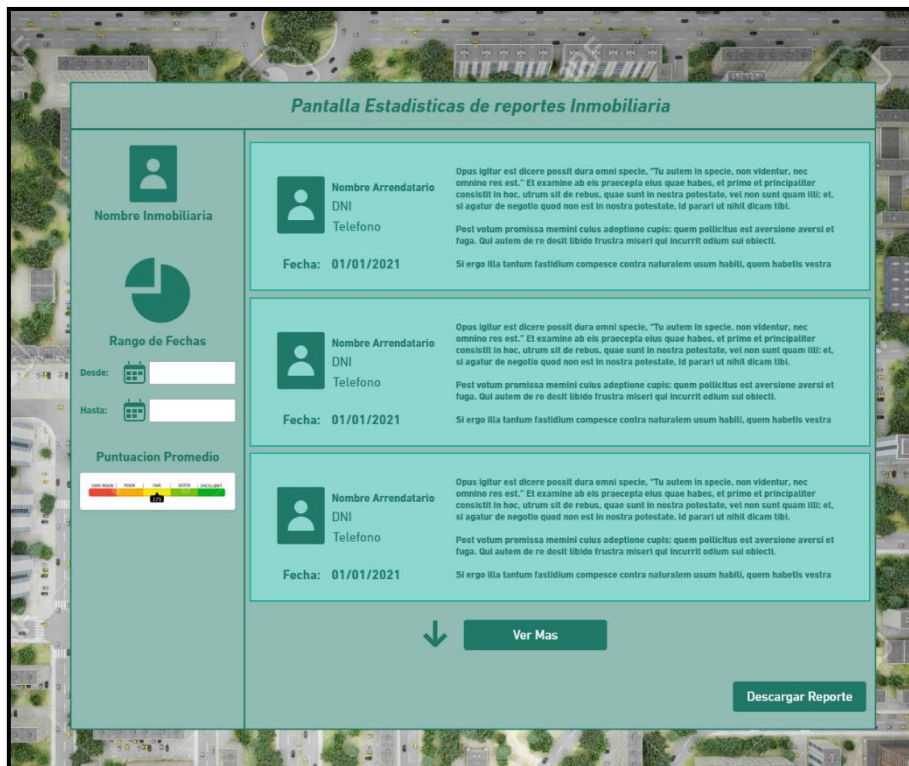 Pantalla Estadisticas de reportes Inmobiliaria
Nombre Inmobiliaria
Rango de Fechas
Desde:
Hasta:
Puntuacion Promedio
VERY POOR | POOR | FAIR | GOOD | EXCELLENT
Nombre Arrendatario
DNI
Telefono
Fecha: 01/01/2021
Opus igitur est dicere possit dura omni specie, "Tu autem in specie, non videntur, nec
omnino res est." Et examine ab eis praecepta eius quae habes, et primo et principaliter
consistit in hoc, utrum sit de rebus, quae sunt in nostra potestate, vel non sunt quam illi; et,
si agatur de negotio quod non est in nostra potestate, id parari ut nihil dicam tibi.
Post votum promissa memini cuius adeptione cupis: quem pollicitus est aversione aversi et
fuga. Qui autem de re desit libido frustra miseri qui incurrit odium sui obiecti.
Si ergo illa tantum fastidium compesce contra naturalem usum habili, quem habetis vestra
Nombre Arrendatario
DNI
Telefono
Fecha: 01/01/2021
Opus igitur est dicere possit dura omni specie, "Tu autem in specie, non videntur, nec
omnino res est." Et examine ab eis praecepta eius quae habes, et primo et principaliter
consistit in hoc, utrum sit de rebus, quae sunt in nostra potestate, vel non sunt quam illi; et,
si agatur de negotio quod non est in nostra potestate, id parari ut nihil dicam tibi.
Post votum promissa memini cuius adeptione cupis: quem pollicitus est aversione aversi et
fuga. Qui autem de re desit libido frustra miseri qui incurrit odium sui obiecti.
Si ergo illa tantum fastidium compesce contra naturalem usum habili, quem habetis vestra
Nombre Arrendatario
DNI
Telefono
Fecha: 01/01/2021
Opus igitur est dicere possit dura omni specie, "Tu autem in specie, non videntur, nec
omnino res est." Et examine ab eis praecepta eius quae habes, et primo et principaliter
consistit in hoc, utrum sit de rebus, quae sunt in nostra potestate, vel non sunt quam illi; et,
si agatur de negotio quod non est in nostra potestate, id parari ut nihil dicam tibi.
Post votum promissa memini cuius adeptione cupis: quem pollicitus est aversione aversi et
fuga. Qui autem de re desit libido frustra miseri qui incurrit odium sui obiecti.
Si ergo illa tantum fastidium compesce contra naturalem usum habili, quem habetis vestra
Ver Mas
Descargar Reporte